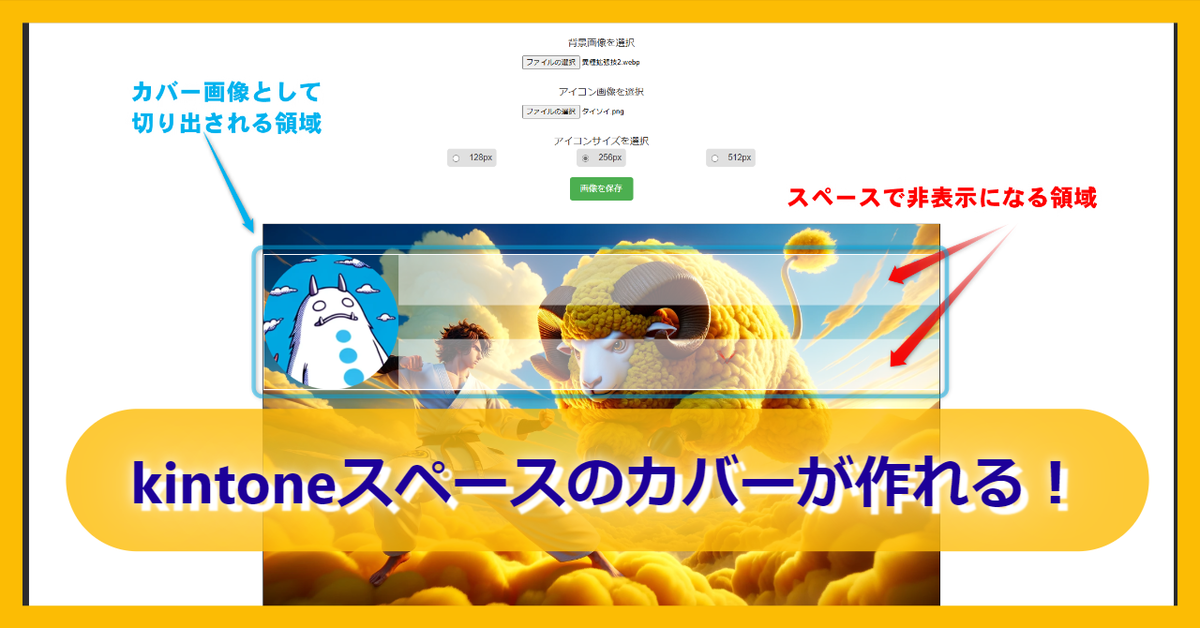 背景画像を選択
ファイルの選択 異種拡張技2.webp
カバー画像として
切り出される領域
アイコン画像を選択
ファイルの選択 タインイ.png
アイコンサイズを選択
128px 256px 512px
画像を保存
スペースで非表示になる領域
kintoneスペースのカバーが作れる！